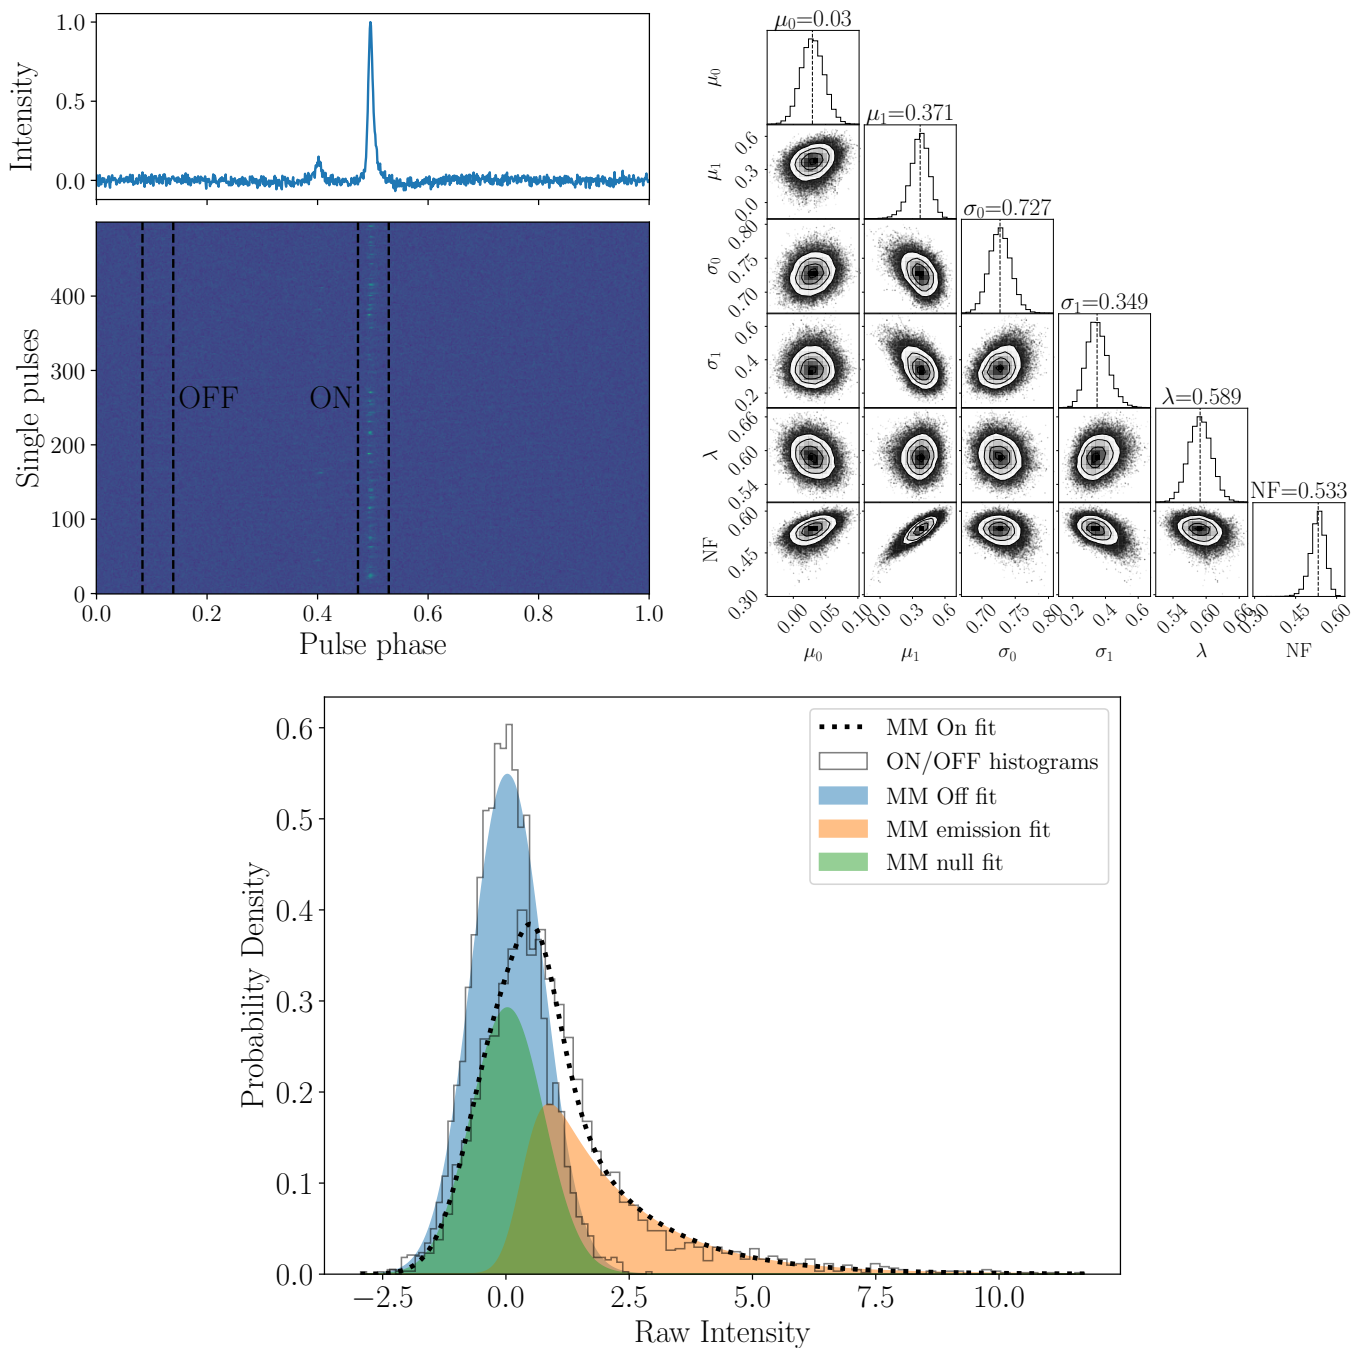 1.0
0.5
0.0
Intensity
400
300
200
100
0
Single pulses
OFF
ON
0.0 0.2 0.4 0.6 0.8 1.0
Pulse phase
μ₀=0.03
μ₀
μ₁=0.371
0.6
0.3
0.0
μ₁
σ₀=0.727
0.80
0.75
0.70
σ₀
σ₁=0.349
0.6
0.4
0.2
σ₁
λ=0.589
0.66
0.60
0.54
λ
NF=0.533
0.60
0.45
0.30
NF
0.00 0.05 0.10 0.0 0.3 0.6 0.70 0.75 0.80 0.2 0.4 0.6 0.54 0.60 0.66 0.30 0.45 0.60
μ₀ μ₁ σ₀ σ₁ λ NF
0.6
0.5
0.4
0.3
0.2
0.1
0.0
Probability Density
MM On fit
ON/OFF histograms
MM Off fit
MM emission fit
MM null fit
−2.5 0.0 2.5 5.0 7.5 10.0
Raw Intensity